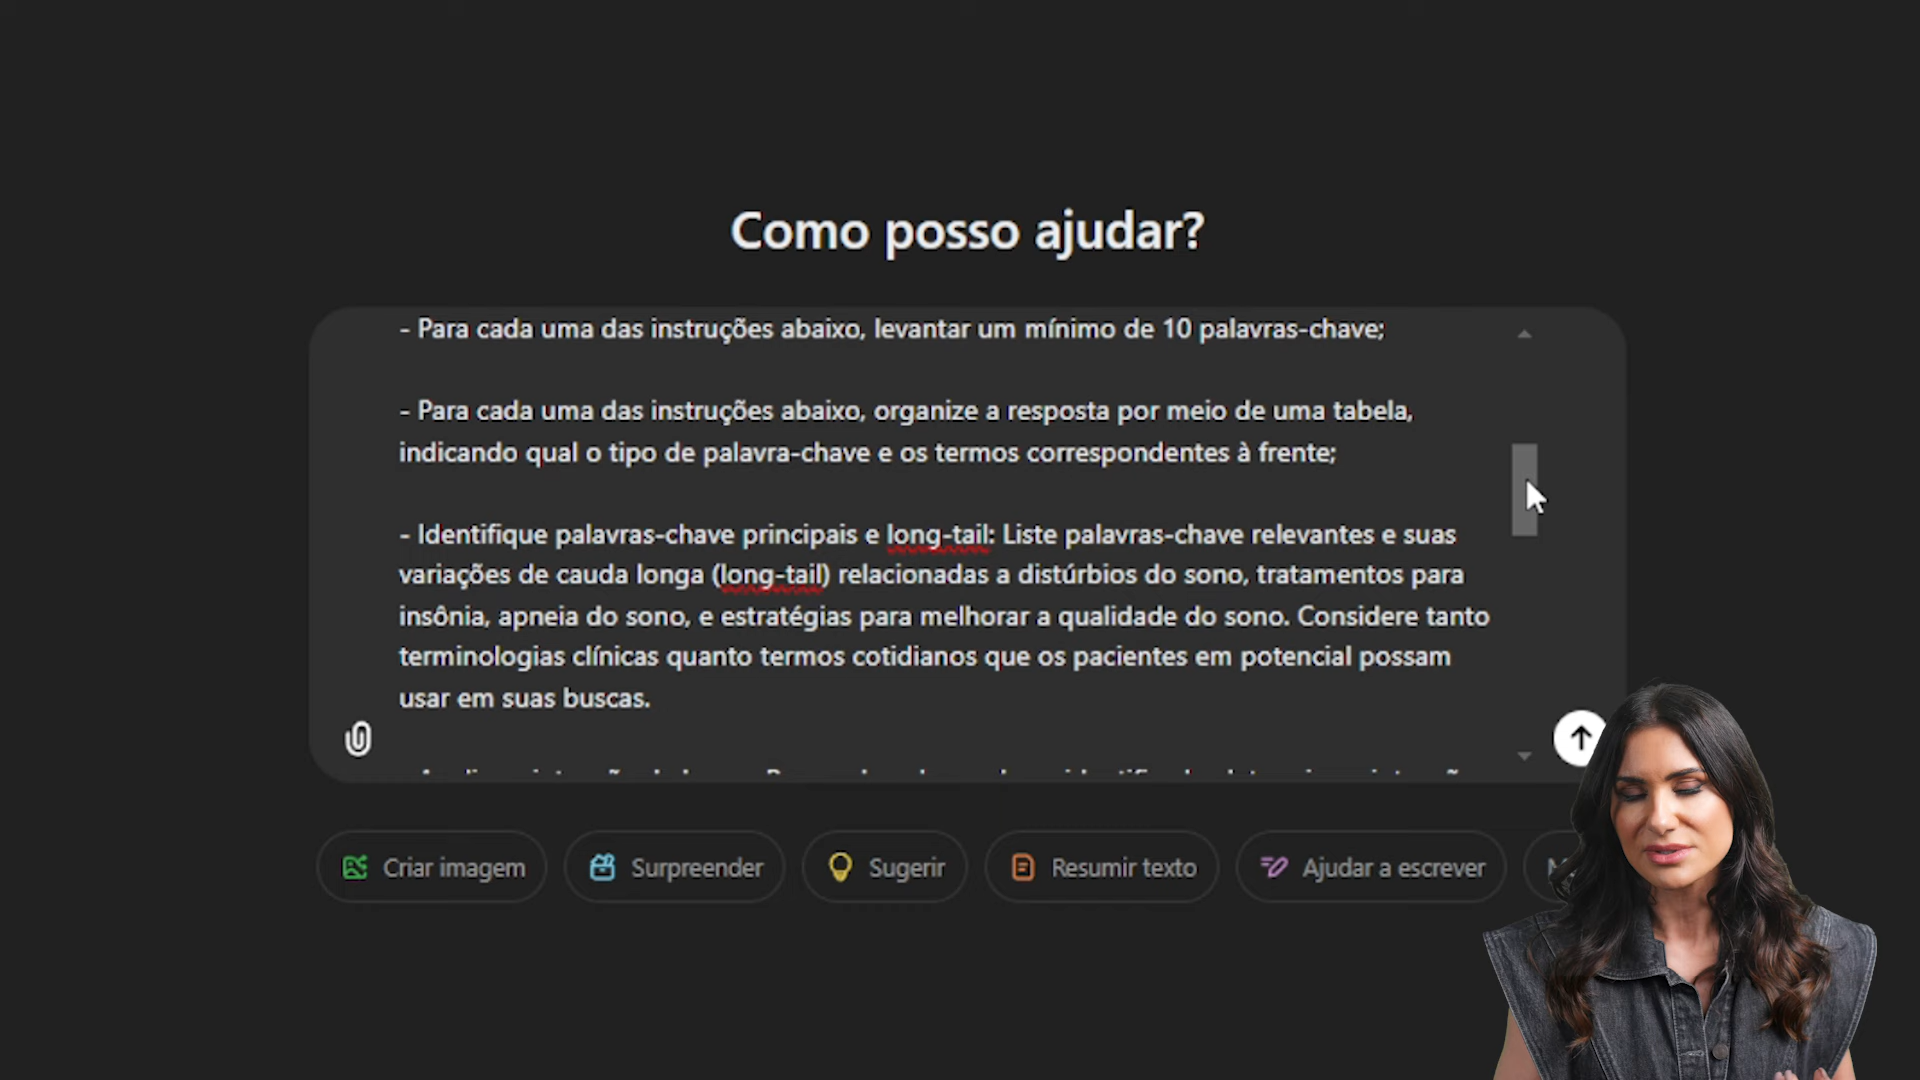 Como posso ajudar?
- Para cada uma das instruções abaixo, levantar um mínimo de 10 palavras-chave;
- Para cada uma das instruções abaixo, organize a resposta por meio de uma tabela,
indicando qual o tipo de palavra-chave e os termos correspondentes à frente;
- Identifique palavras-chave principais e long-tail: Liste palavras-chave relevantes e suas
variações de cauda longa (long-tail) relacionadas a distúrbios do sono, tratamentos para
insônia, apneia do sono, e estratégias para melhorar a qualidade do sono. Considere tanto
terminologias clínicas quanto termos cotidianos que os pacientes em potencial possam
usar em suas buscas.
Criar imagem
Surpreender
Sugerir
Resumir texto
Ajudar a escrever